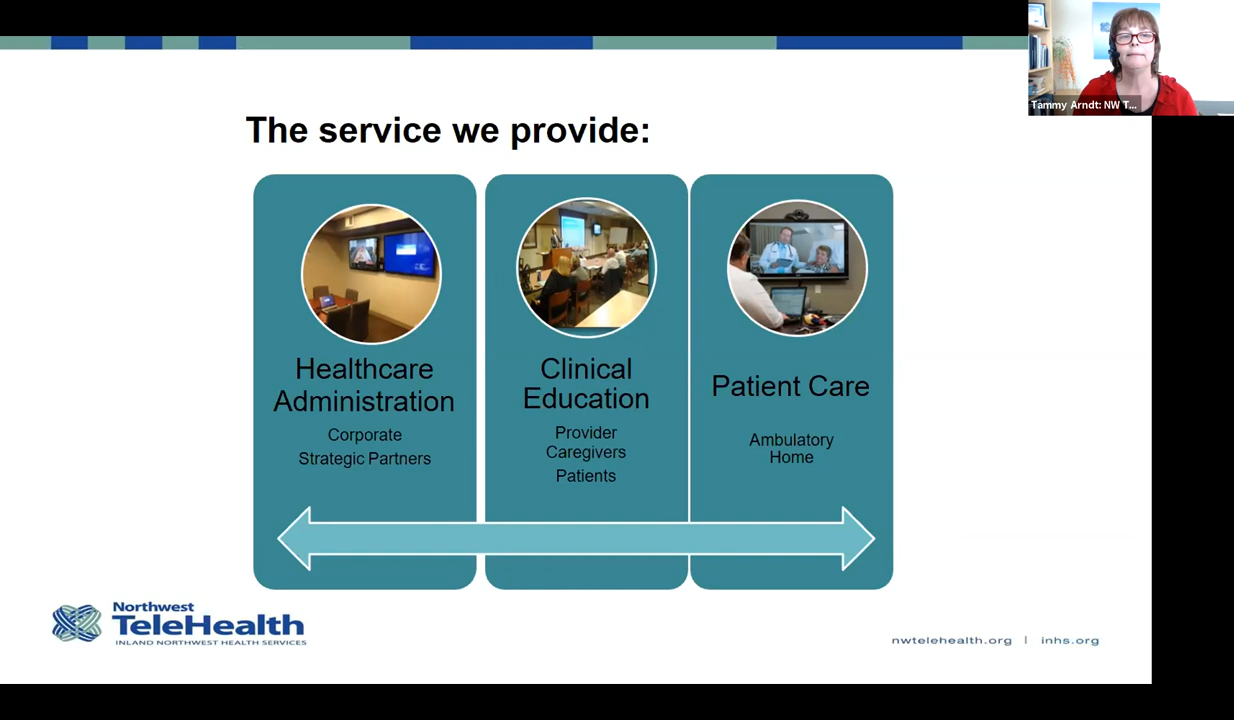 Tammy Arndt: NW T...
The service we provide:
Healthcare
Administration
Corporate
Strategic Partners
Clinical
Education
Provider
Caregivers
Patients
Patient Care
Ambulatory
Home
Northwest
TeleHealth
INLAND NORTHWEST HEALTH SERVICES
nwtelehealth.org | inhs.org